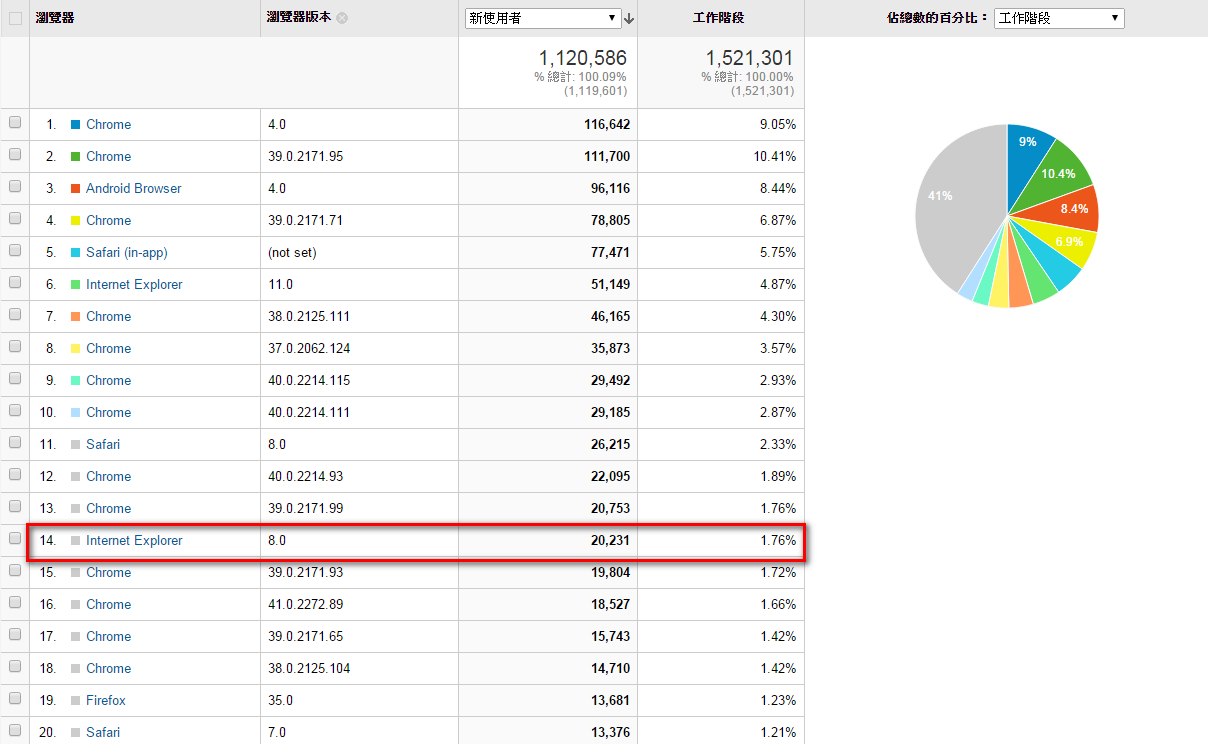 瀏覽器 瀏覽器版本 新使用者 工作階段 佔總數的百分比： 工作階段
1,120,586 1,521,301
% 總計: 100.09% % 總計: 100.00%
(1,119,601) (1,521,301)
1. Chrome 4.0 116,642 9.05%
2. Chrome 39.0.2171.95 111,700 10.41%
3. Android Browser 4.0 96,116 8.44%
4. Chrome 39.0.2171.71 78,805 6.87%
5. Safari (in-app) (not set) 77,471 5.75%
6. Internet Explorer 11.0 51,149 4.87%
7. Chrome 38.0.2125.111 46,165 4.30%
8. Chrome 37.0.2062.124 35,873 3.57%
9. Chrome 40.0.2214.115 29,492 2.93%
10. Chrome 40.0.2214.111 29,185 2.87%
11. Safari 8.0 26,215 2.33%
12. Chrome 40.0.2214.93 22,095 1.89%
13. Chrome 39.0.2171.99 20,753 1.76%
14. Internet Explorer 8.0 20,231 1.76%
15. Chrome 39.0.2171.93 19,804 1.72%
16. Chrome 41.0.2272.89 18,527 1.66%
17. Chrome 39.0.2171.65 15,743 1.42%
18. Chrome 38.0.2125.104 14,710 1.42%
19. Firefox 35.0 13,681 1.23%
20. Safari 7.0 13,376 1.21%
9%
10.4%
8.4%
6.9%
41%